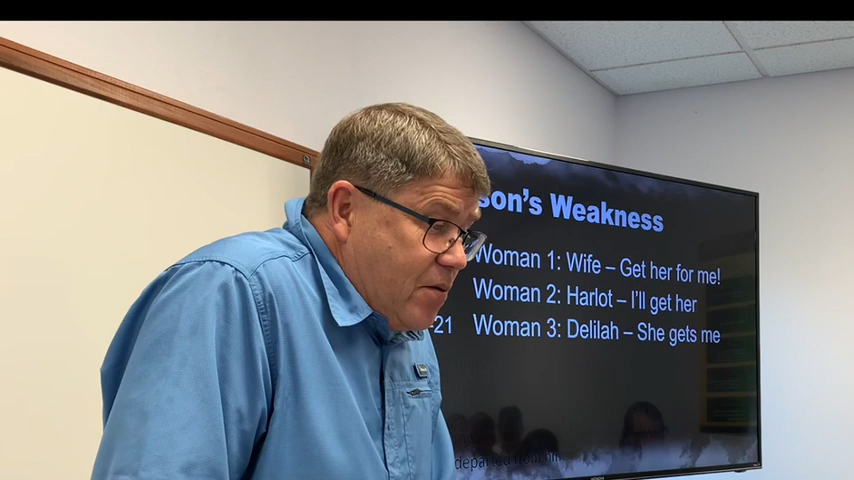 son's Weakness
Woman 1: Wife – Get her for me!
Woman 2: Harlot – I'll get her
21 Woman 3: Delilah – She gets me
departed from